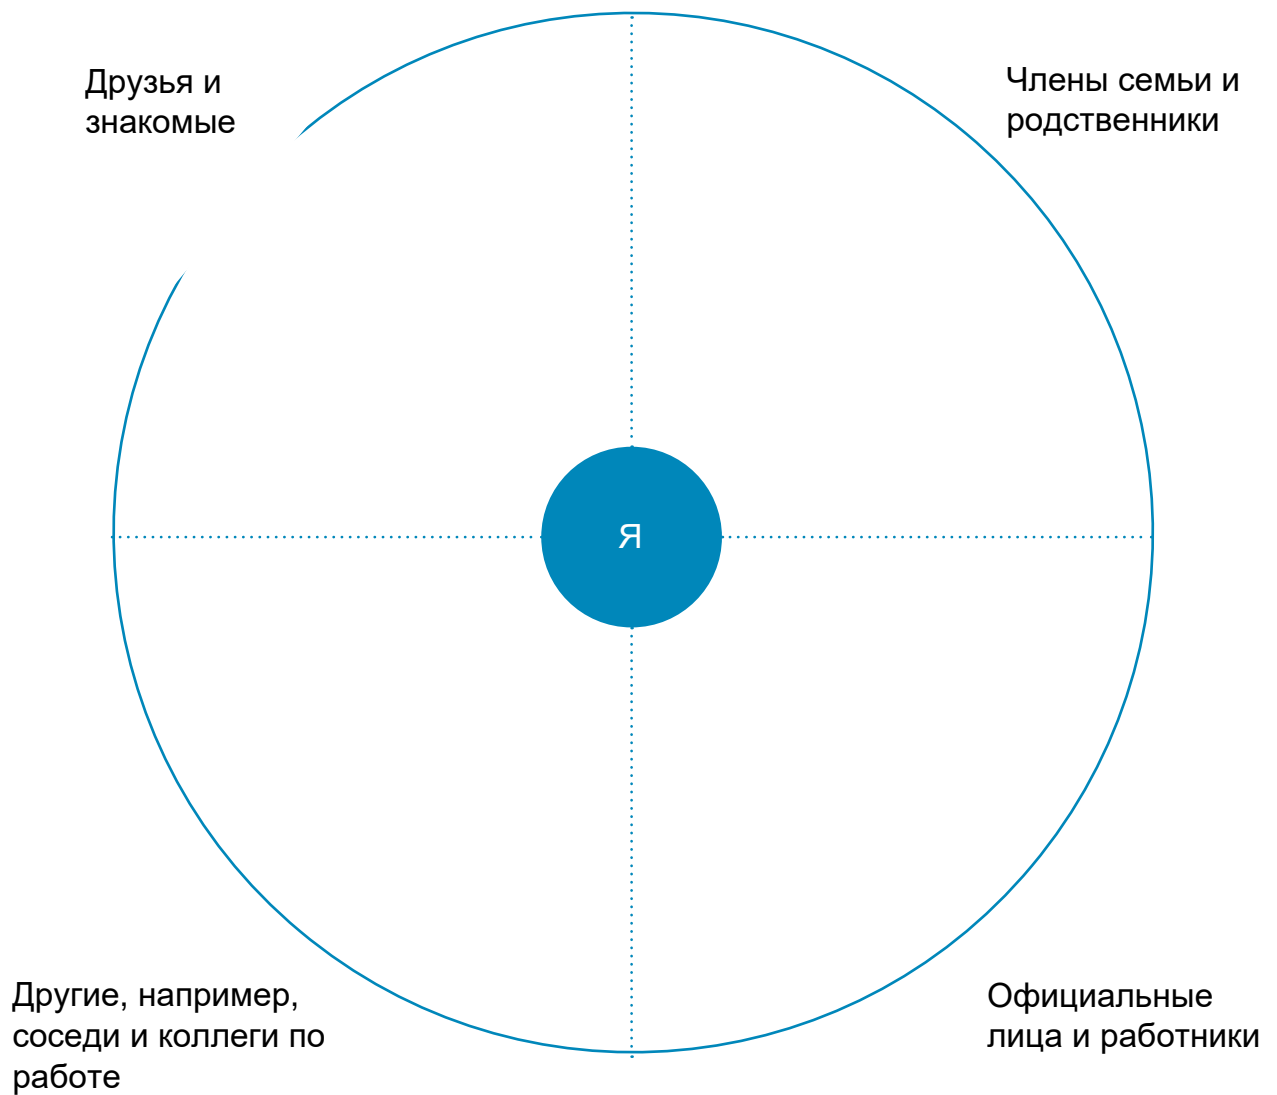 Друзья и
знакомые
Члены семьи и
родственники
Я
Другие, например,
соседи и коллеги по
работе
Официальные
лица и работники